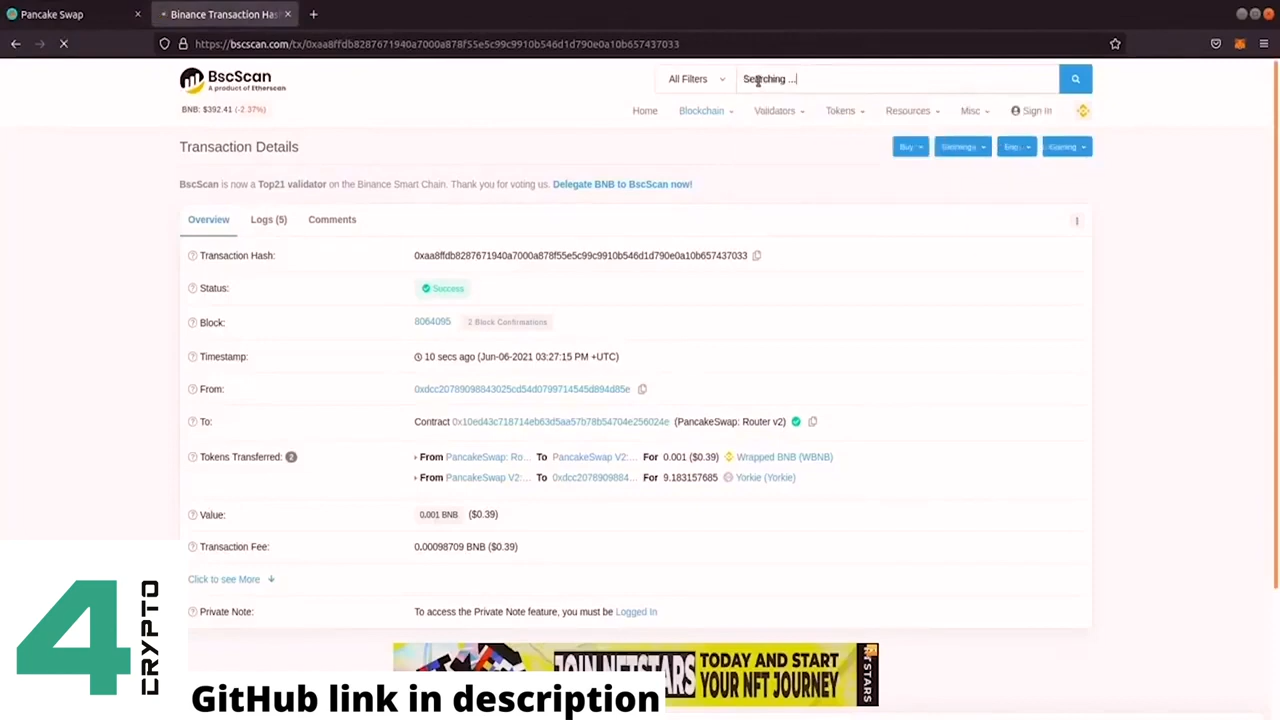 Pancake Swap
Binance Transaction Has
https://bscscan.com/tx/0xaa8ffdb8287671940a7000a878f55e5c99c9910b546d1d790e0a10b657437033
BscScan
A product of Etherscan
All Filters
Searching ...
BNB: $392.41 (-2.37%)
Home
Blockchain
Validators
Tokens
Resources
Misc
Sign In
Transaction Details
Buy
Gaming
BscScan is now a Top21 validator on the Binance Smart Chain. Thank you for voting us. Delegate BNB to BscScan now!
Overview
Logs (5)
Comments
Transaction Hash:
0xaa8ffdb8287671940a7000a878f55e5c99c9910b546d1d790e0a10b657437033
Status:
Success
Block:
8064095
2 Block Confirmations
Timestamp:
10 secs ago (Jun-06-2021 03:27:15 PM +UTC)
From:
0xdcc20789098843025cd54d0799714545d894d85e
To:
Contract 0x10ed43c718714eb63d5aa57b78b54704e256024e (PancakeSwap: Router v2)
Tokens Transferred: 2
From PancakeSwap: Ro... To PancakeSwap V2:... For 0.001 ($0.39) Wrapped BNB (WBNB)
From PancakeSwap V2:... To 0xdcc2078909884... For 9.183157685 Yorkie (Yorkie)
Value:
0.001 BNB ($0.39)
Transaction Fee:
0.00098709 BNB ($0.39)
Click to see More
Private Note:
To access the Private Note feature, you must be Logged In
JOIN NFTSTARS
TODAY AND START
YOUR NFT JOURNEY
4
CRYPTO
GitHub link in description